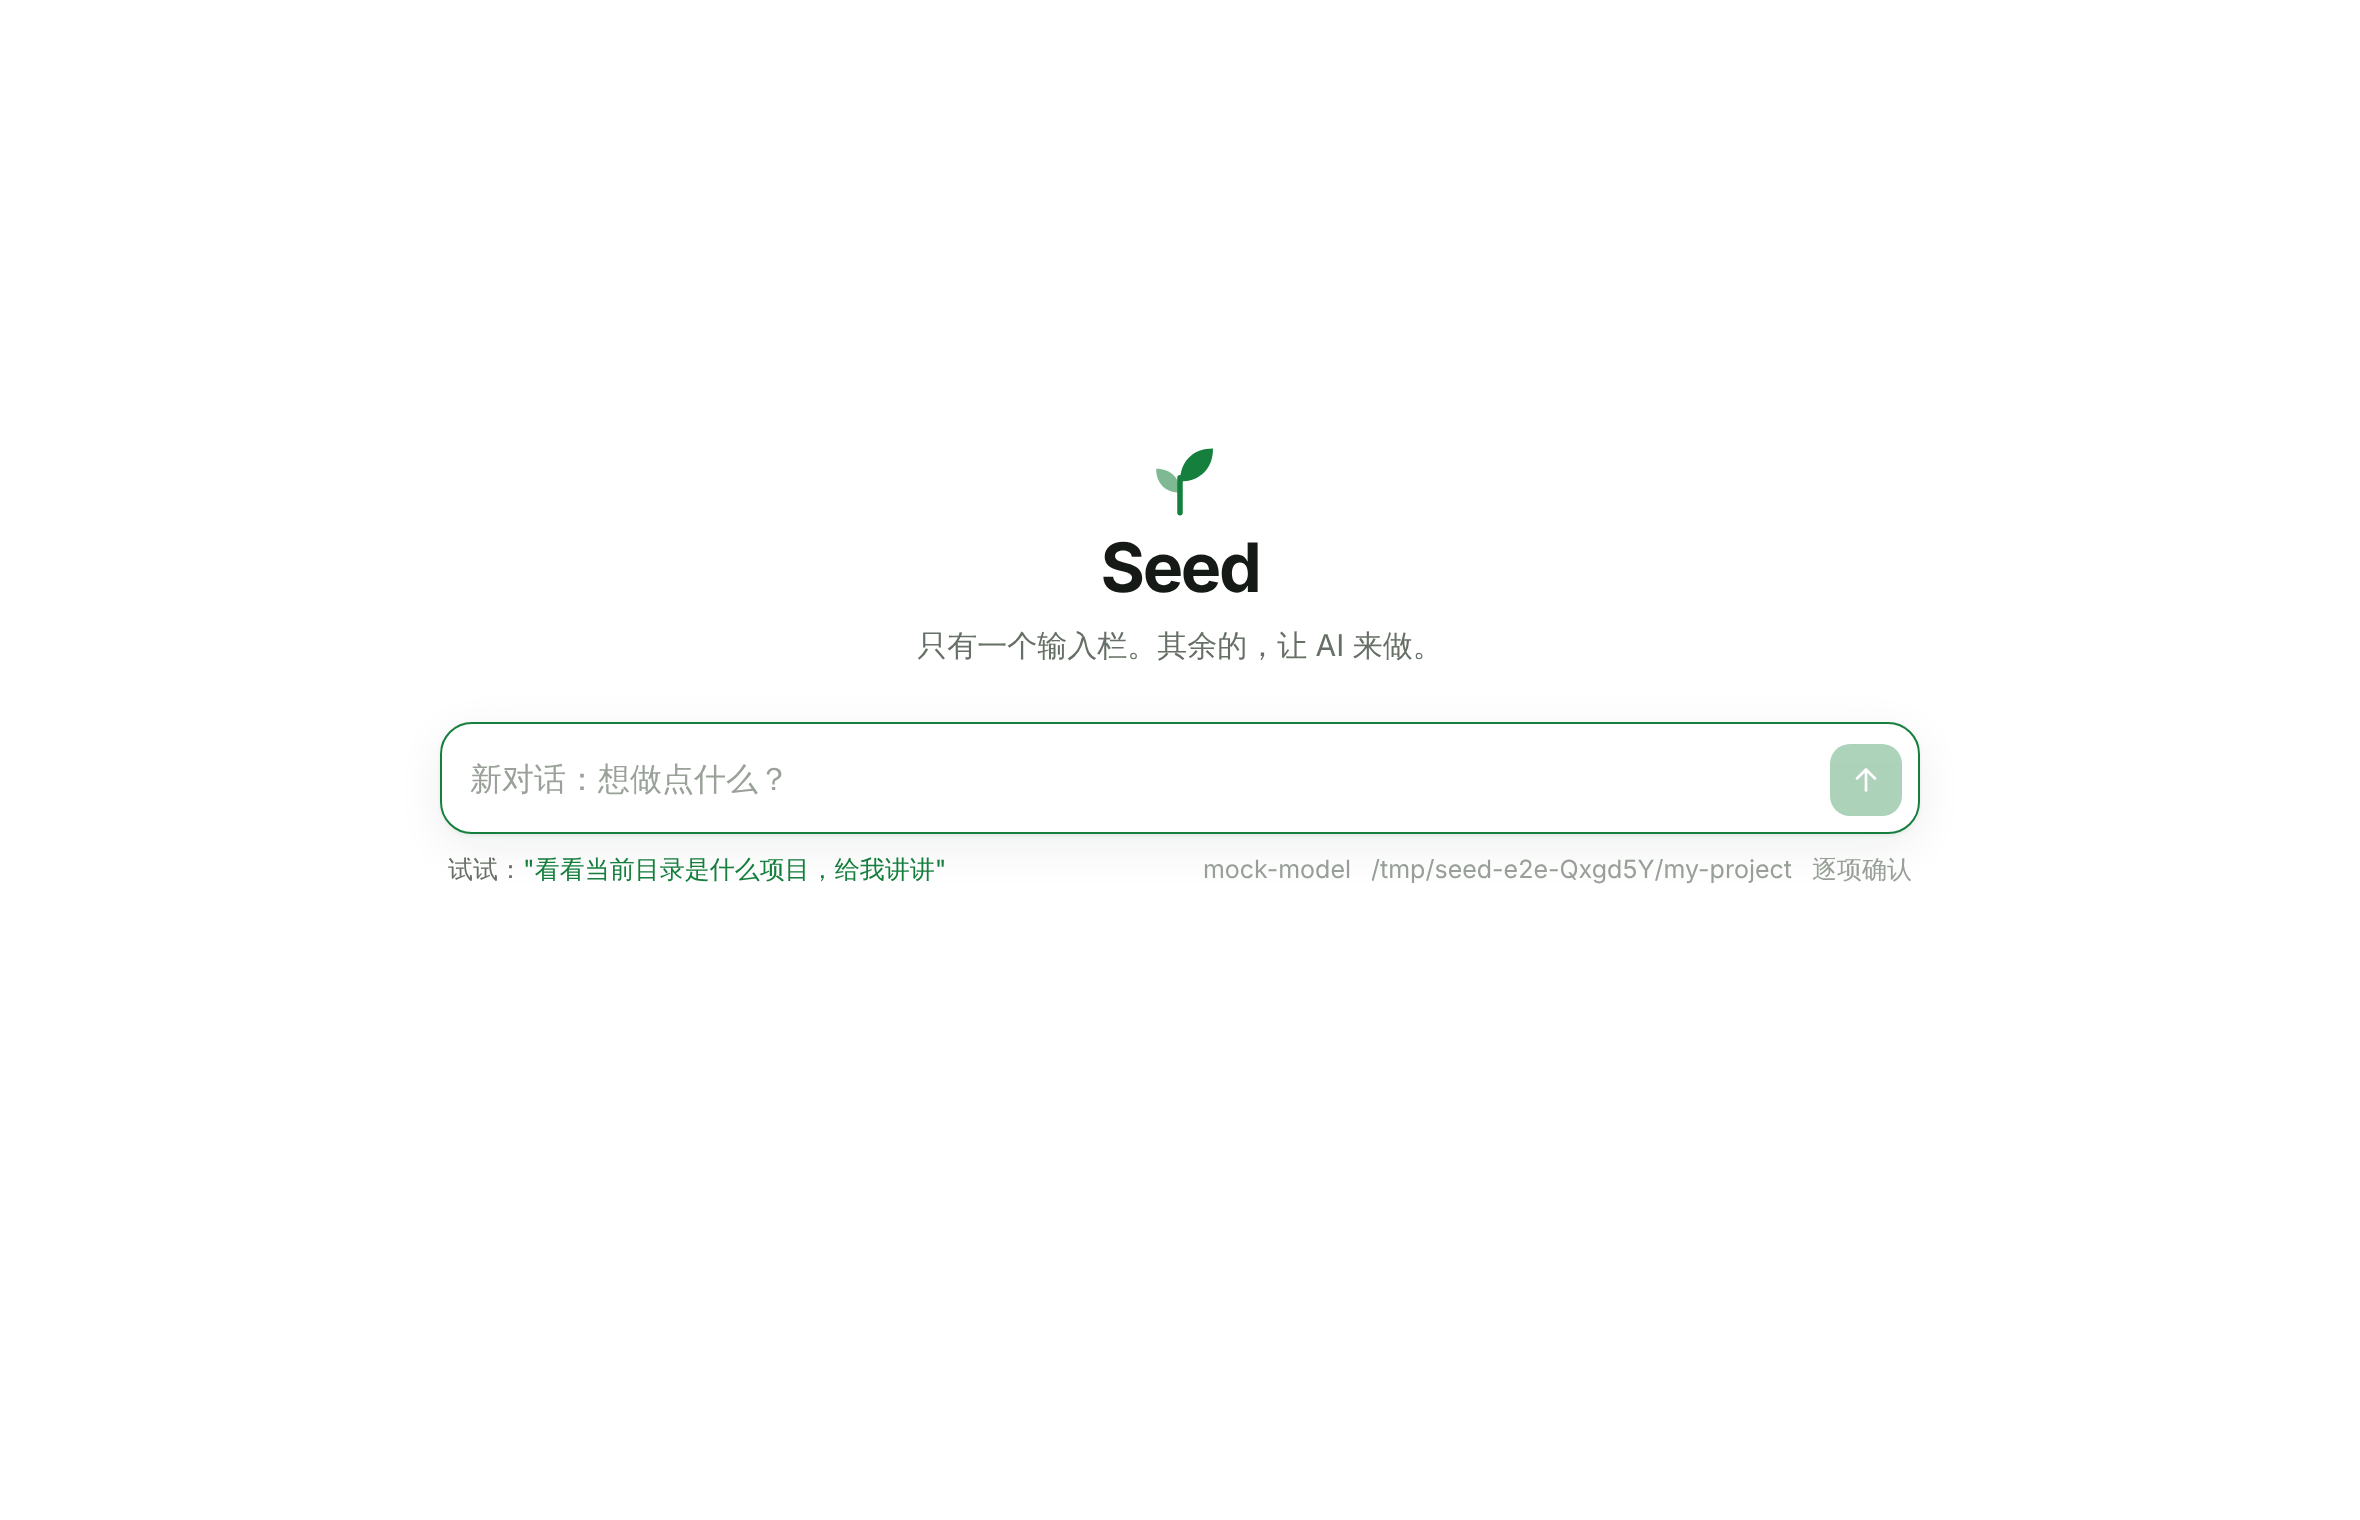 Seed
只有一个输入栏。其余的，让 AI 来做。
新对话：想做点什么？
试试："看看当前目录是什么项目，给我讲讲" mock-model /tmp/seed-e2e-Qxgd5Y/my-project 逐项确认